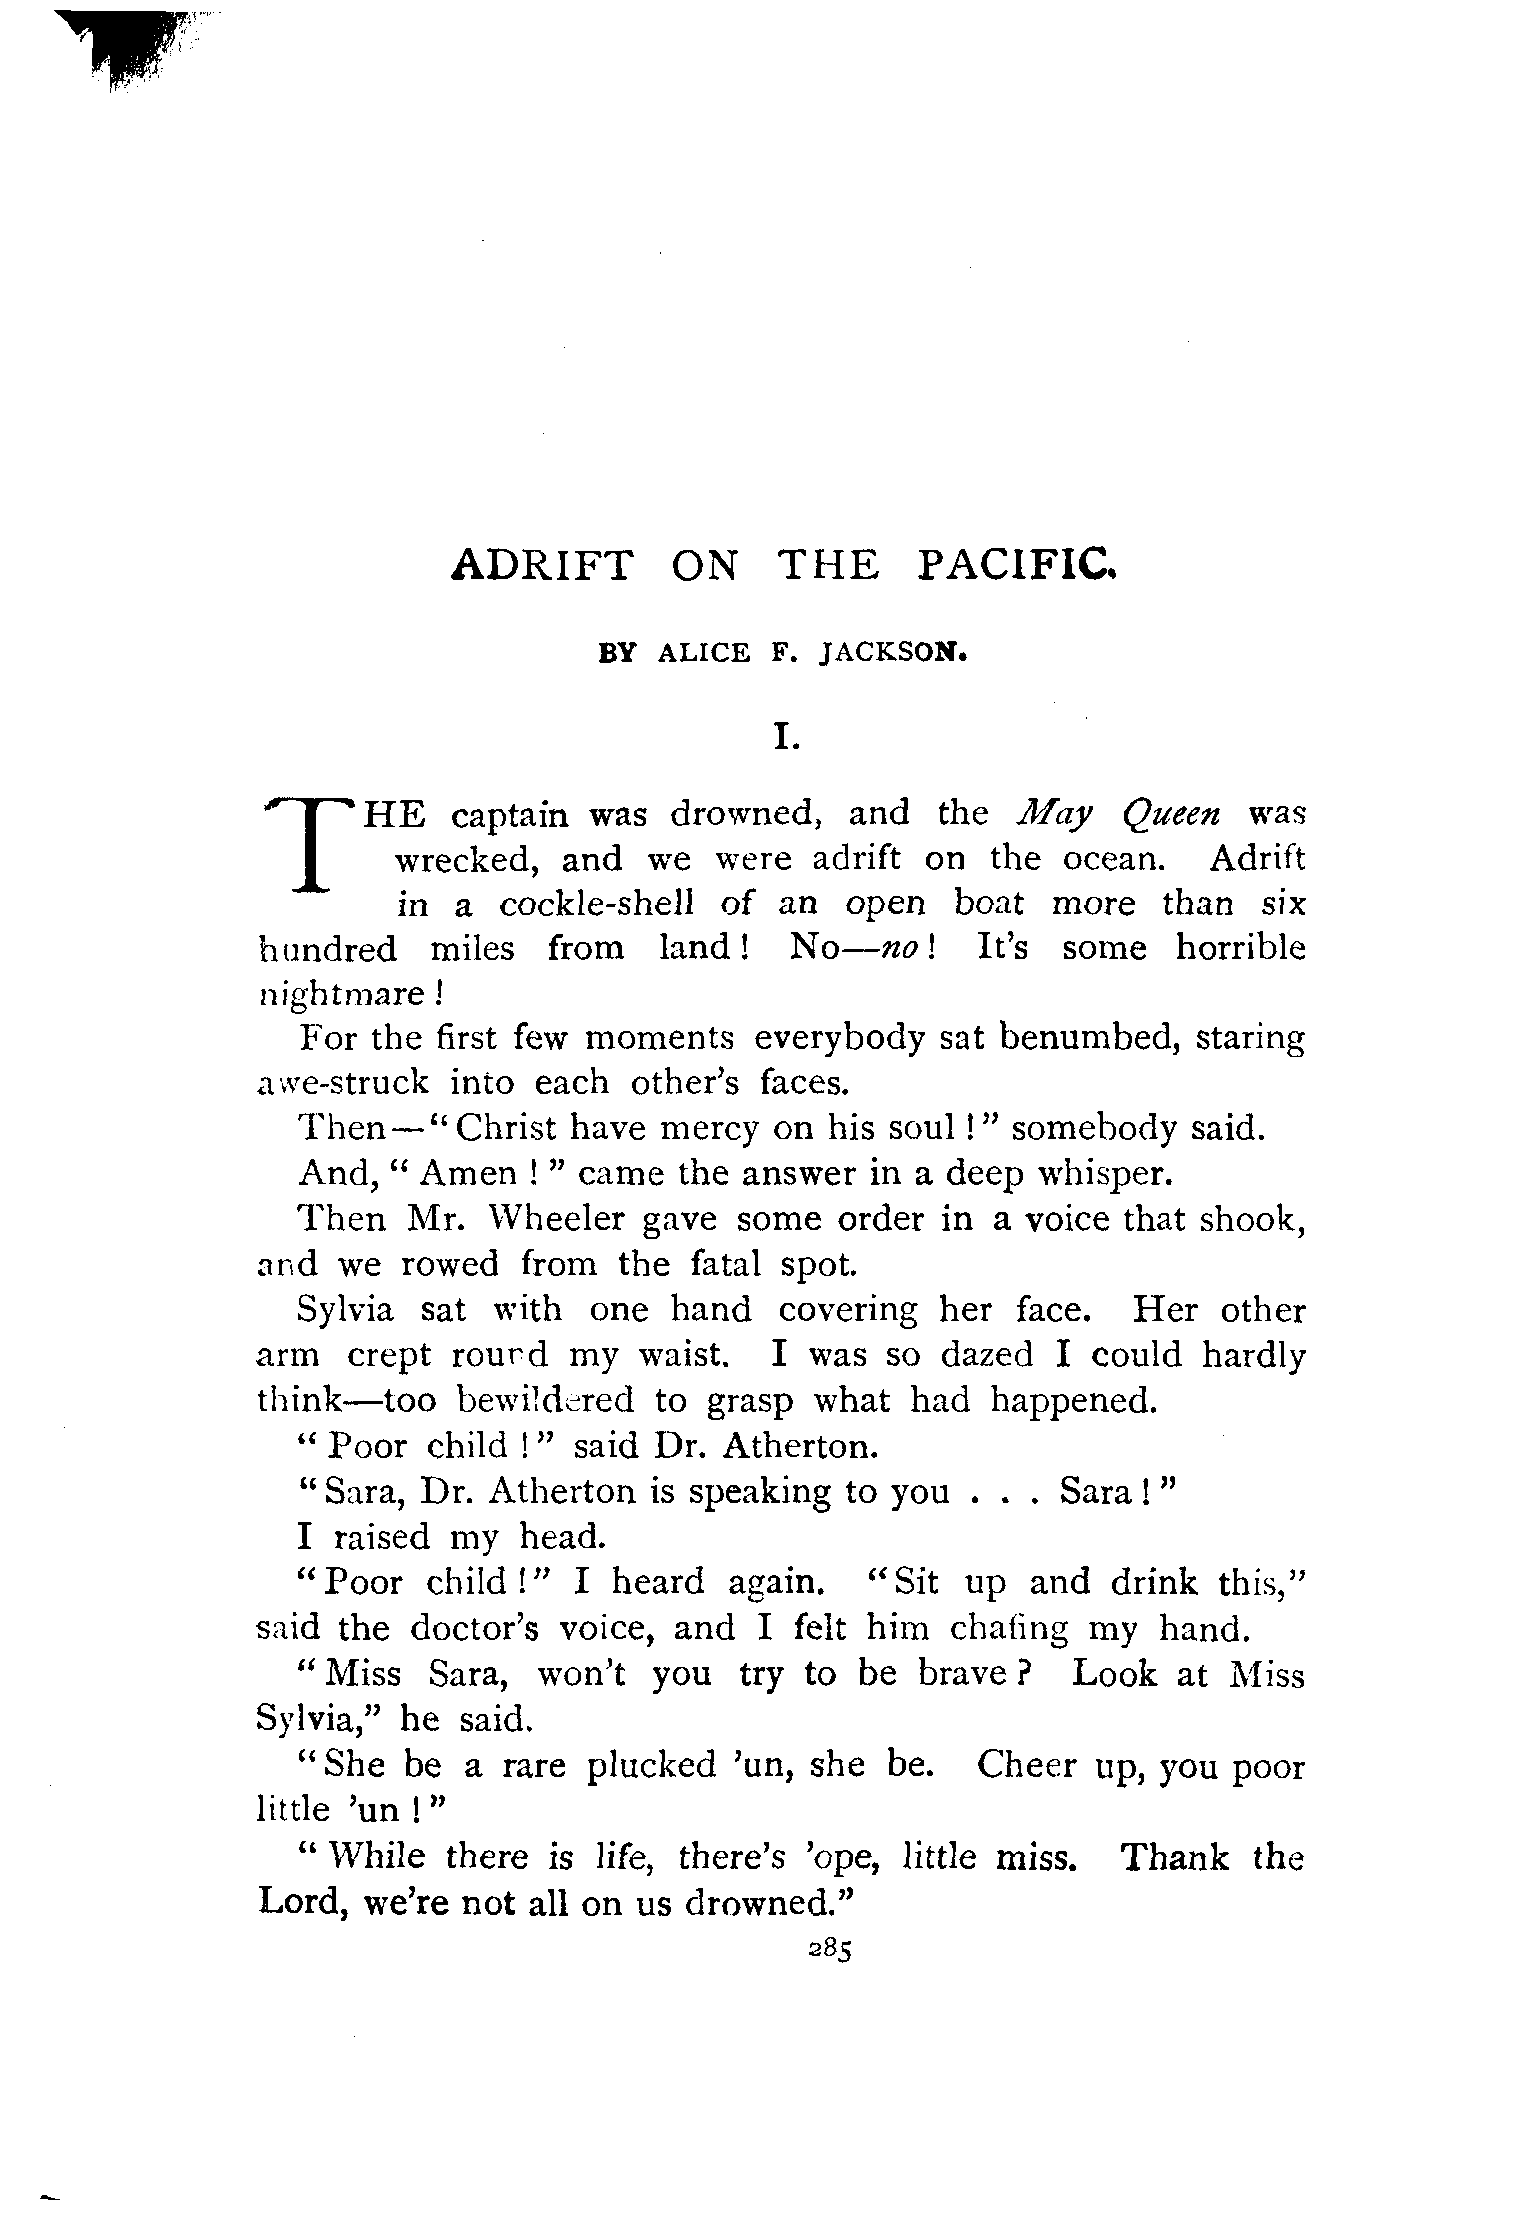 ADRIFT ON THE PACIFIC.
BY ALICE F. JACKSON.
I.
THE captain was drowned, and the May Queen was
wrecked, and we were adrift on the ocean. Adrift
in a cockle-shell of an open boat more than six
hundred miles from land! No—no! It's some horrible
nightmare!
For the first few moments everybody sat benumbed, staring
awe-struck into each other's faces.
Then—"Christ have mercy on his soul!" somebody said.
And, "Amen!" came the answer in a deep whisper.
Then Mr. Wheeler gave some order in a voice that shook,
and we rowed from the fatal spot.
Sylvia sat with one hand covering her face. Her other
arm crept round my waist. I was so dazed I could hardly
think—too bewildered to grasp what had happened.
"Poor child!" said Dr. Atherton.
"Sara, Dr. Atherton is speaking to you . . . Sara!"
I raised my head.
"Poor child!" I heard again. "Sit up and drink this,"
said the doctor's voice, and I felt him chafing my hand.
"Miss Sara, won't you try to be brave? Look at Miss
Sylvia," he said.
"She be a rare plucked 'un, she be. Cheer up, you poor
little 'un!"
"While there is life, there's 'ope, little miss. Thank the
Lord, we're not all on us drowned."
285